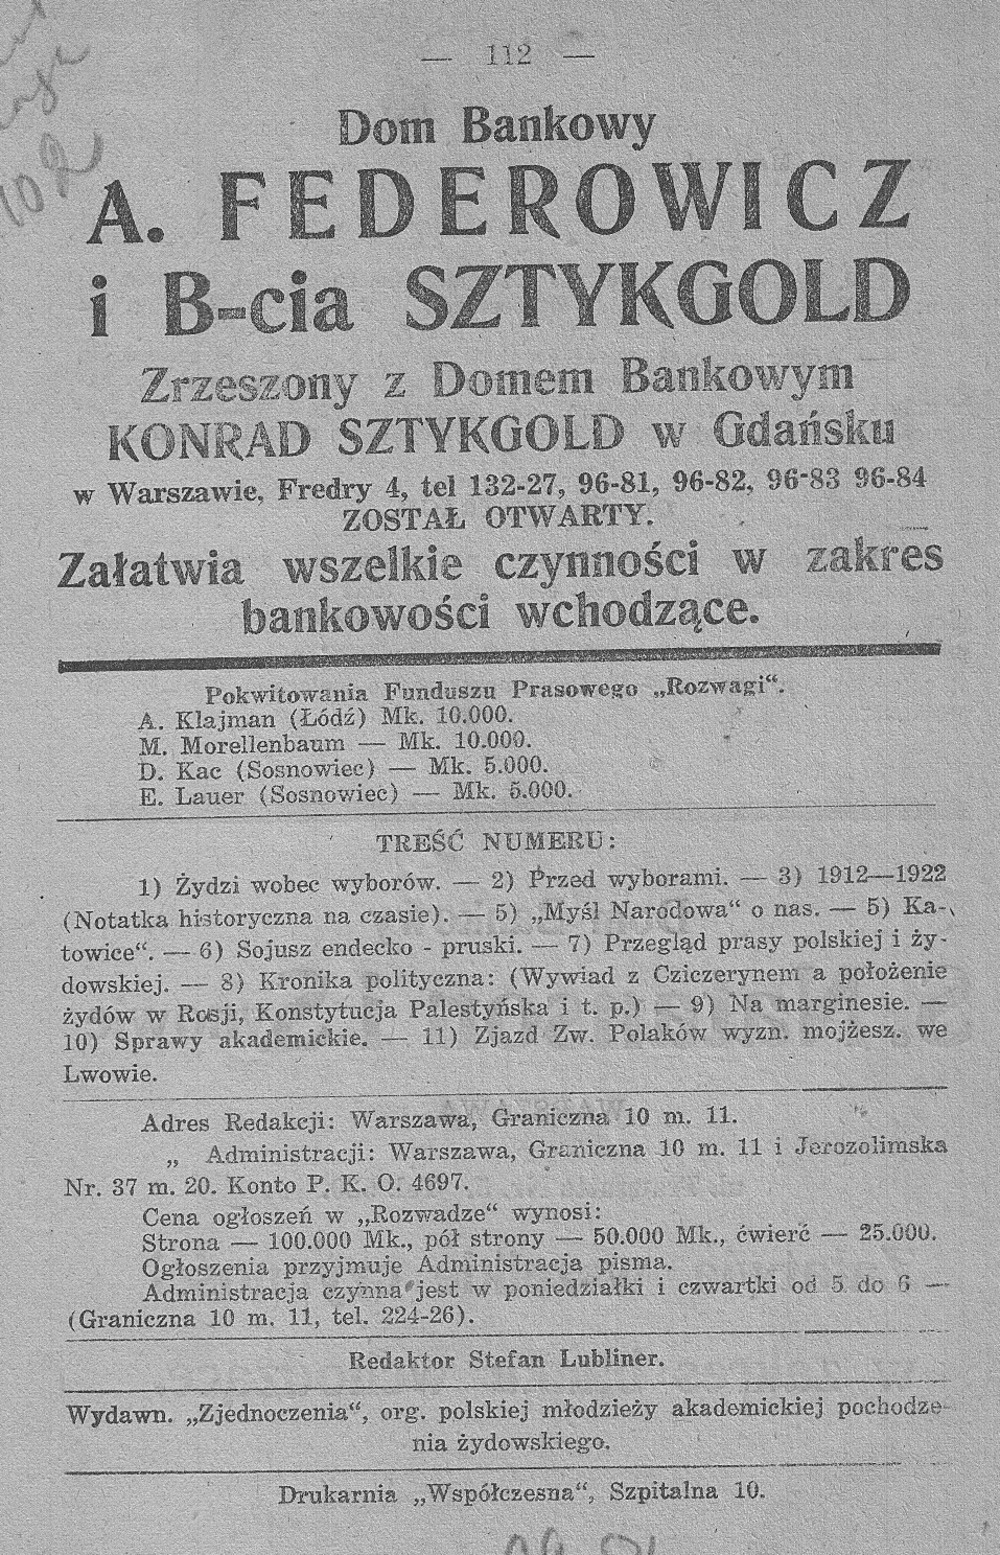 — 112 —
Dom Bankowy
A. FEDEROWICZ
i B-cia SZTYKGOLD
Zrzeszony z Domem Bankowym
KONRAD SZTYKGOLD w Gdańsku
w Warszawie, Fredry 4, tel 132-27, 96-81, 96-82, 96-83 96-84
ZOSTAŁ OTWARTY.
Załatwia wszelkie czynności w zakres
bankowości wchodzące.
Pokwitowania Funduszu Prasowego „Rozwagi“.
A. Klajman (Łódź) Mk. 10.000.
M. Morellenbaum — Mk. 10.000.
D. Kac (Sosnowiec) — Mk. 5.000.
E. Lauer (Sosnowiec) — Mk. 5.000.
TREŚĆ NUMERU:
1) Żydzi wobec wyborów. — 2) Przed wyborami. — 3) 1912—1922
(Notatka historyczna na czasie). — 5) „Myśl Narodowa“ o nas. — 5) Ka-
towice“. — 6) Sojusz endecko - pruski. — 7) Przegląd prasy polskiej i ży-
dowskiej. — 8) Kronika polityczna: (Wywiad z Cziczerynem a położenie
żydów w Rosji, Konstytucja Palestyńska i t. p.) — 9) Na marginesie. —
10) Sprawy akademickie. — 11) Zjazd Zw. Polaków wyzn. mojżesz. we
Lwowie.
Adres Redakcji: Warszawa, Graniczna 10 m. 11.
„ Administracji: Warszawa, Graniczna 10 m. 11 i Jerozolimska
Nr. 37 m. 20. Konto P. K. O. 4697.
Cena ogłoszeń w „Rozwadze“ wynosi:
Strona — 100.000 Mk., pół strony — 50.000 Mk., ćwierć — 25.000.
Ogłoszenia przyjmuje Administracja pisma.
Administracja czynna jest w poniedziałki i czwartki od 5 do 6 —
(Graniczna 10 m. 11, tel. 224-26).
Redaktor Stefan Lubliner.
Wydawn. „Zjednoczenia“, org. polskiej młodzieży akademickiej pochodze-
nia żydowskiego.
Drukarnia „Współczesna“, Szpitalna 10.
102